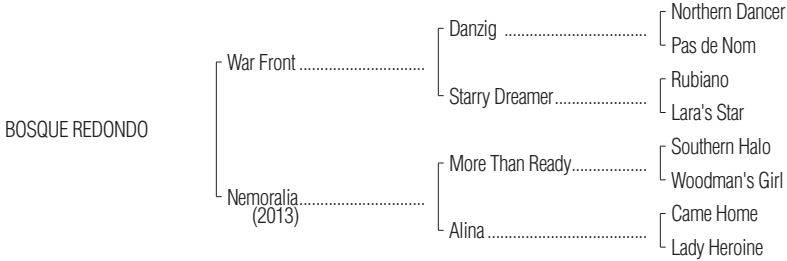 Northern Dancer
Danzig ..................................
Pas de Nom
War Front ..............................
Rubiano
Starry Dreamer......................
Lara's Star
BOSQUE REDONDO
Southern Halo
More Than Ready..................
Woodman's Girl
Nemoralia..............................
(2013)
Came Home
Alina ......................................
Lady Heroine